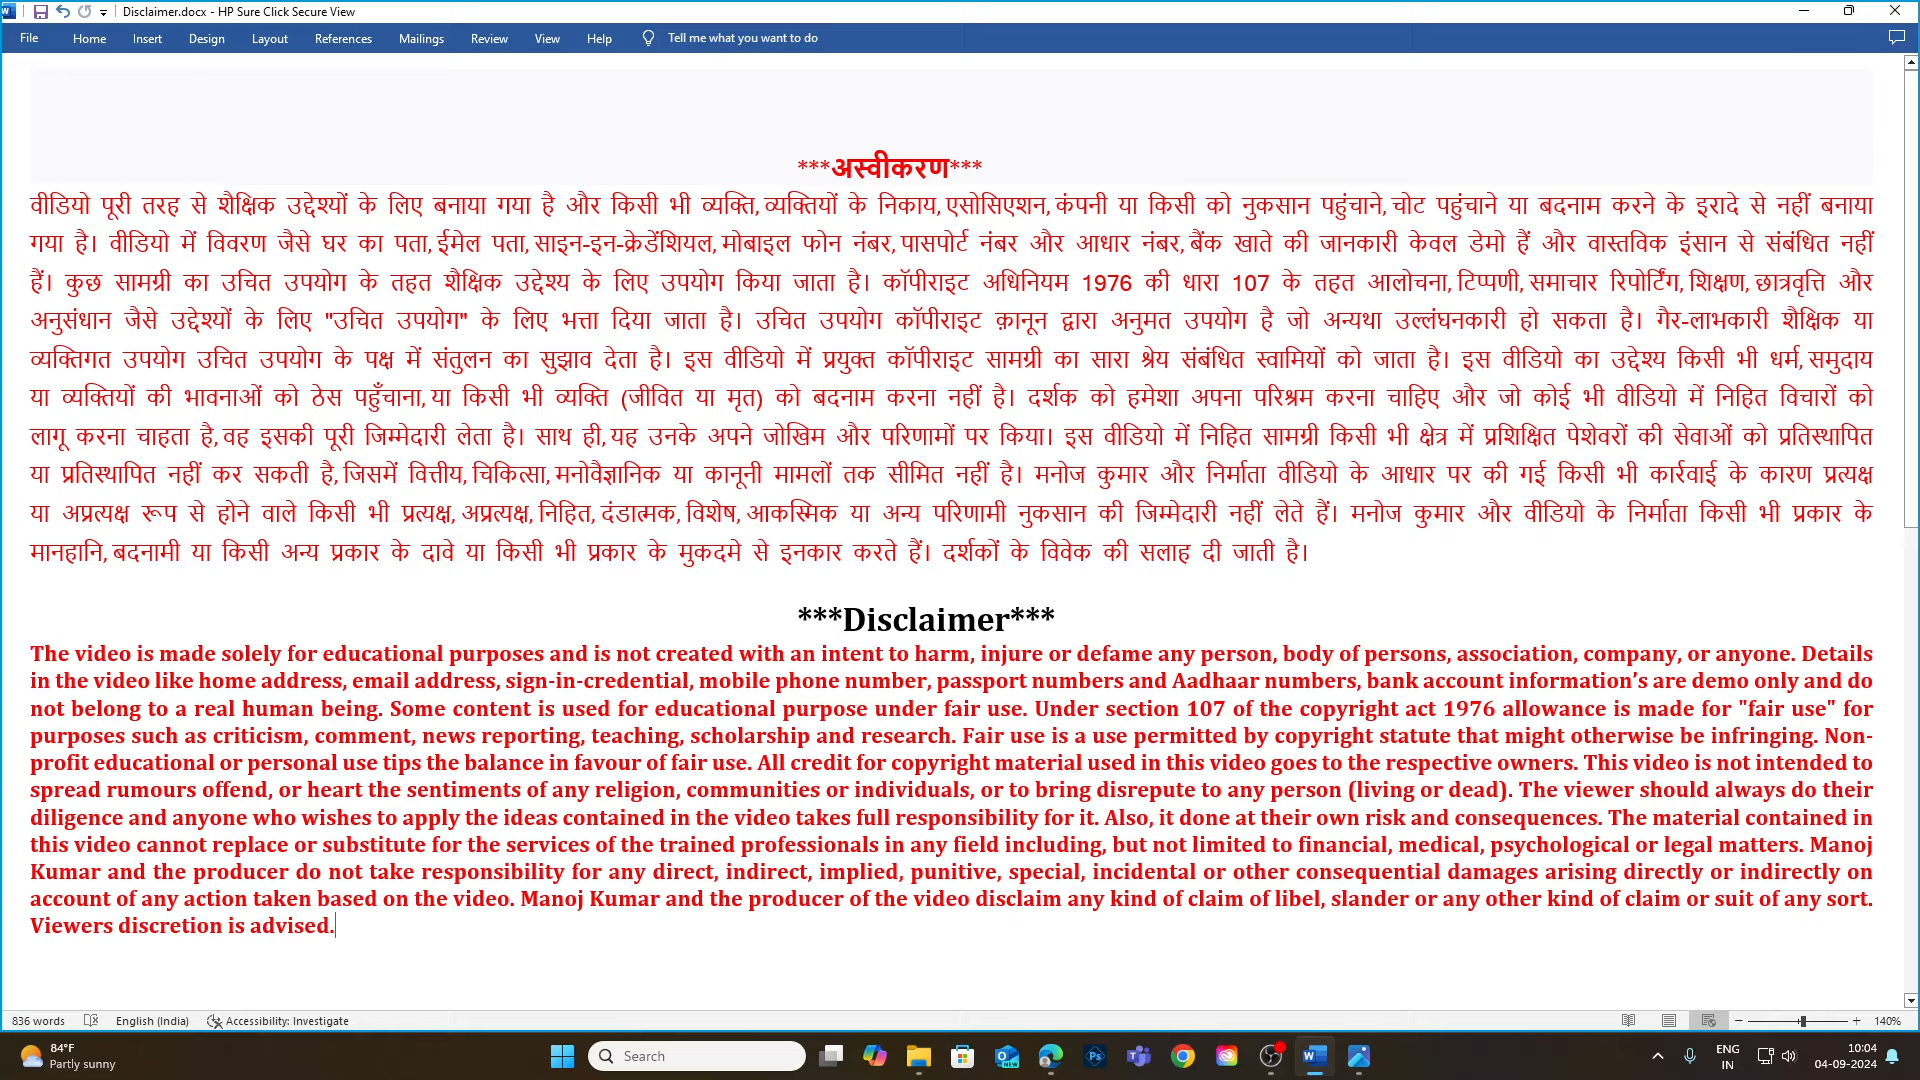 Disclaimer.docx - HP Sure Click Secure View
File Home Insert Design Layout References Mailings Review View Help Tell me what you want to do
***अस्वीकरण***
वीडियो पूरी तरह से शैक्षिक उद्देश्यों के लिए बनाया गया है और किसी भी व्यक्ति, व्यक्तियों के निकाय, एसोसिएशन, कंपनी या किसी को नुकसान पहुंचाने, चोट पहुंचाने या बदनाम करने के इरादे से नहीं बनाया
गया है। वीडियो में विवरण जैसे घर का पता, ईमेल पता, साइन-इन-क्रेडेंशियल, मोबाइल फोन नंबर, पासपोर्ट नंबर और आधार नंबर, बैंक खाते की जानकारी केवल डेमो हैं और वास्तविक इंसान से संबंधित नहीं
हैं। कुछ सामग्री का उचित उपयोग के तहत शैक्षिक उद्देश्य के लिए उपयोग किया जाता है। कॉपीराइट अधिनियम 1976 की धारा 107 के तहत आलोचना, टिप्पणी, समाचार रिपोर्टिंग, शिक्षण, छात्रवृत्ति और
अनुसंधान जैसे उद्देश्यों के लिए "उचित उपयोग" के लिए भत्ता दिया जाता है। उचित उपयोग कॉपीराइट क़ानून द्वारा अनुमत उपयोग है जो अन्यथा उल्लंघनकारी हो सकता है। गैर-लाभकारी शैक्षिक या
व्यक्तिगत उपयोग उचित उपयोग के पक्ष में संतुलन का सुझाव देता है। इस वीडियो में प्रयुक्त कॉपीराइट सामग्री का सारा श्रेय संबंधित स्वामियों को जाता है। इस वीडियो का उद्देश्य किसी भी धर्म, समुदाय
या व्यक्तियों की भावनाओं को ठेस पहुँचाना, या किसी भी व्यक्ति (जीवित या मृत) को बदनाम करना नहीं है। दर्शक को हमेशा अपना परिश्रम करना चाहिए और जो कोई भी वीडियो में निहित विचारों को
लागू करना चाहता है, वह इसकी पूरी जिम्मेदारी लेता है। साथ ही, यह उनके अपने जोखिम और परिणामों पर किया। इस वीडियो में निहित सामग्री किसी भी क्षेत्र में प्रशिक्षित पेशेवरों की सेवाओं को प्रतिस्थापित
या प्रतिस्थापित नहीं कर सकती है, जिसमें वित्तीय, चिकित्सा, मनोवैज्ञानिक या कानूनी मामलों तक सीमित नहीं है। मनोज कुमार और निर्माता वीडियो के आधार पर की गई किसी भी कार्रवाई के कारण प्रत्यक्ष
या अप्रत्यक्ष रूप से होने वाले किसी भी प्रत्यक्ष, अप्रत्यक्ष, निहित, दंडात्मक, विशेष, आकस्मिक या अन्य परिणामी नुकसान की जिम्मेदारी नहीं लेते हैं। मनोज कुमार और वीडियो के निर्माता किसी भी प्रकार के
मानहानि, बदनामी या किसी अन्य प्रकार के दावे या किसी भी प्रकार के मुकदमे से इनकार करते हैं। दर्शकों के विवेक की सलाह दी जाती है।
***Disclaimer***
The video is made solely for educational purposes and is not created with an intent to harm, injure or defame any person, body of persons, association, company, or anyone. Details
in the video like home address, email address, sign-in-credential, mobile phone number, passport numbers and Aadhaar numbers, bank account information’s are demo only and do
not belong to a real human being. Some content is used for educational purpose under fair use. Under section 107 of the copyright act 1976 allowance is made for "fair use" for
purposes such as criticism, comment, news reporting, teaching, scholarship and research. Fair use is a use permitted by copyright statute that might otherwise be infringing. Non-
profit educational or personal use tips the balance in favour of fair use. All credit for copyright material used in this video goes to the respective owners. This video is not intended to
spread rumours offend, or heart the sentiments of any religion, communities or individuals, or to bring disrepute to any person (living or dead). The viewer should always do their
diligence and anyone who wishes to apply the ideas contained in the video takes full responsibility for it. Also, it done at their own risk and consequences. The material contained in
this video cannot replace or substitute for the services of the trained professionals in any field including, but not limited to financial, medical, psychological or legal matters. Manoj
Kumar and the producer do not take responsibility for any direct, indirect, implied, punitive, special, incidental or other consequential damages arising directly or indirectly on
account of any action taken based on the video. Manoj Kumar and the producer of the video disclaim any kind of claim of libel, slander or any other kind of claim or suit of any sort.
Viewers discretion is advised.
836 words English (India) Accessibility: Investigate 140%
84°F
Partly sunny
Search
ENG
IN
10:04
04-09-2024